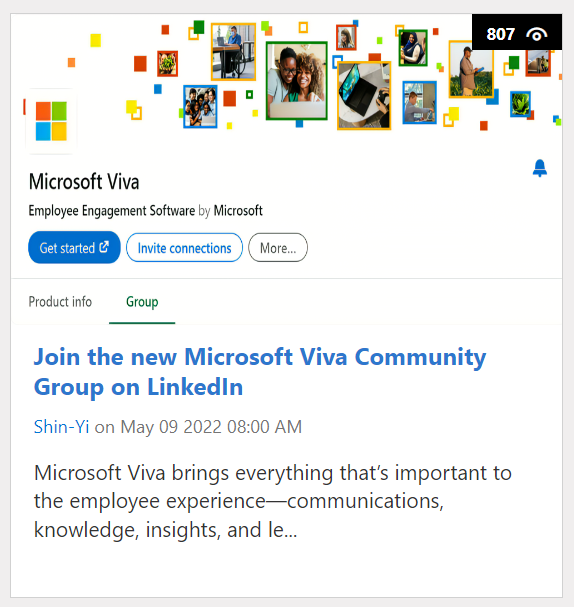 807
Microsoft Viva
Employee Engagement Software by Microsoft
Get started Invite connections More...
Product info Group
Join the new Microsoft Viva Community
Group on LinkedIn
Shin-Yi on May 09 2022 08:00 AM
Microsoft Viva brings everything that’s important to
the employee experience—communications,
knowledge, insights, and le...